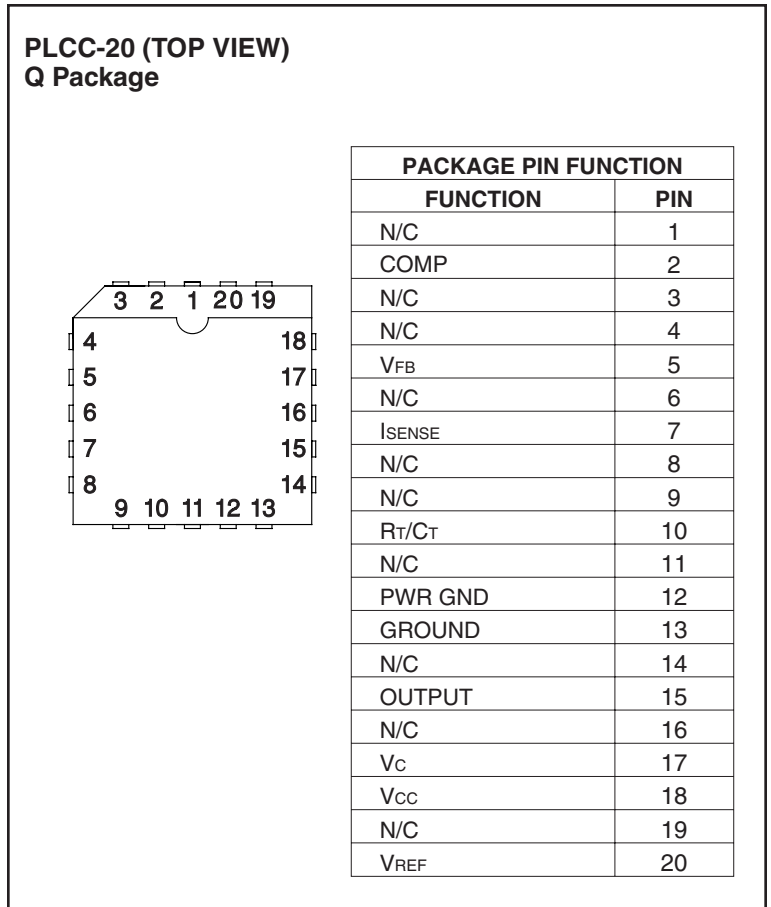 PLCC-20 (TOP VIEW)
Q Package
3 2 1 20 19
4 18
5 17
6 16
7 15
8 14
9 10 11 12 13
PACKAGE PIN FUNCTION
FUNCTION PIN
N/C 1
COMP 2
N/C 3
N/C 4
VFB 5
N/C 6
ISENSE 7
N/C 8
N/C 9
RT/CT 10
N/C 11
PWR GND 12
GROUND 13
N/C 14
OUTPUT 15
N/C 16
VC 17
VCC 18
N/C 19
VREF 20